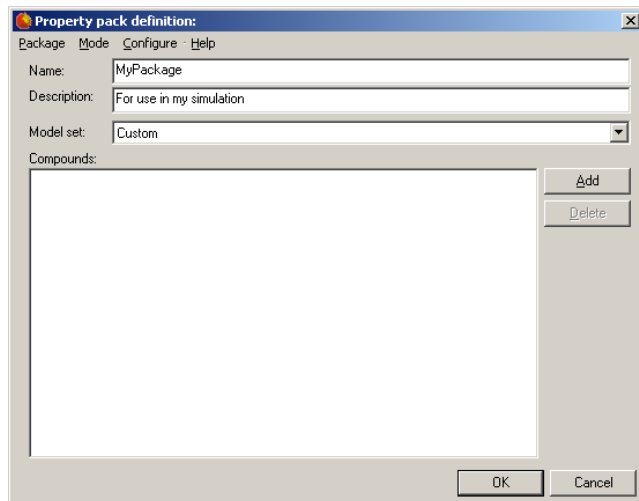 Property pack definition:
Package Mode Configure Help
Name: MyPackage
Description: For use in my simulation
Model set: Custom
Compounds:
Add
Delete
OK Cancel